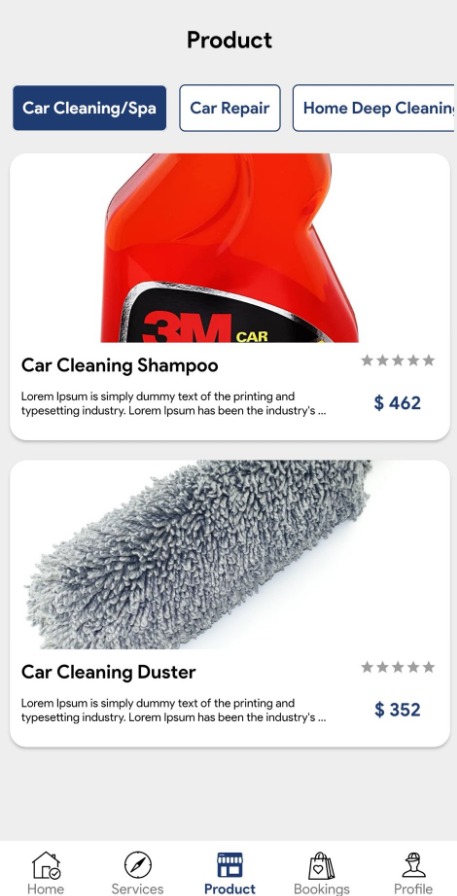 Product
Car Cleaning/Spa
Car Repair
Home Deep Cleaning
3M CAR
Car Cleaning Shampoo
Lorem Ipsum is simply dummy text of the printing and
typesetting industry. Lorem Ipsum has been the industry's ...
$ 462
Car Cleaning Duster
Lorem Ipsum is simply dummy text of the printing and
typesetting industry. Lorem Ipsum has been the industry's ...
$ 352
Home
Services
Product
Bookings
Profile